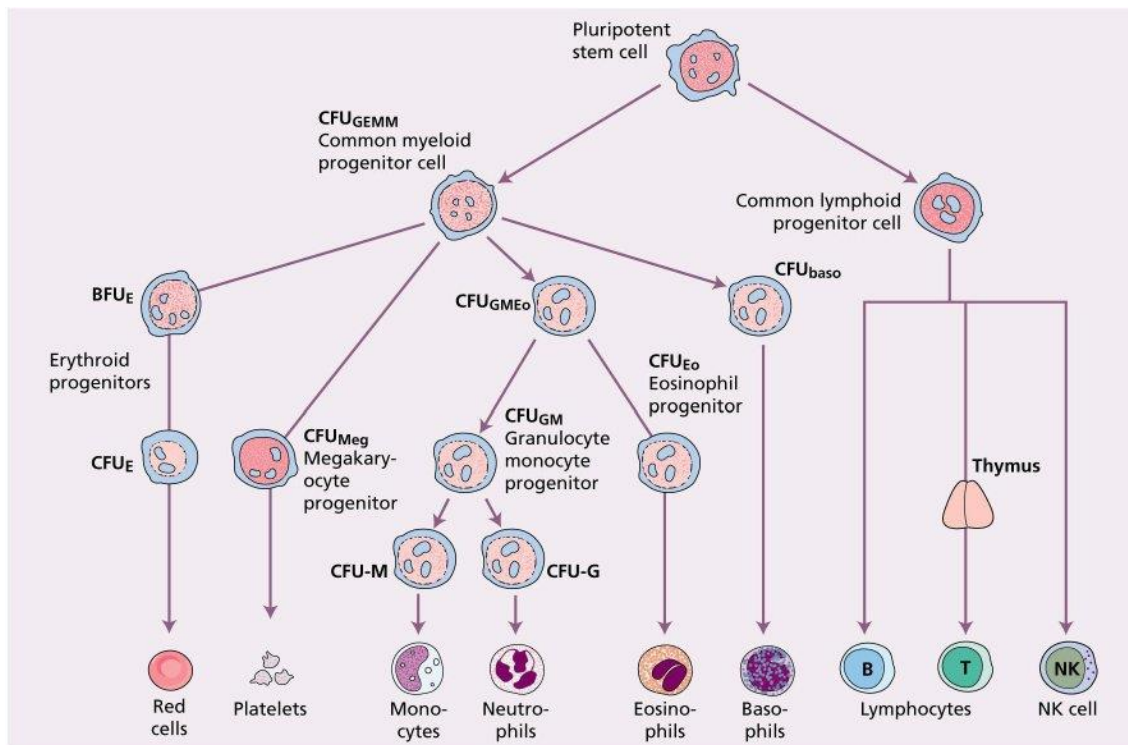 Pluripotent
stem cell
CFUGEMM
Common myeloid
progenitor cell
Common lymphoid
progenitor cell
BFUE
CFUGMEo
CFUbaso
Erythroid
progenitors
CFUEo
Eosinophil
progenitor
CFUE
CFUMeg
Megakary-
ocyte
progenitor
CFUGM
Granulocyte
monocyte
progenitor
Thymus
CFU-M
CFU-G
B
T
NK
Red
cells
Platelets
Mono-
cytes
Neutro-
phils
Eosino-
phils
Baso-
phils
Lymphocytes
NK cell